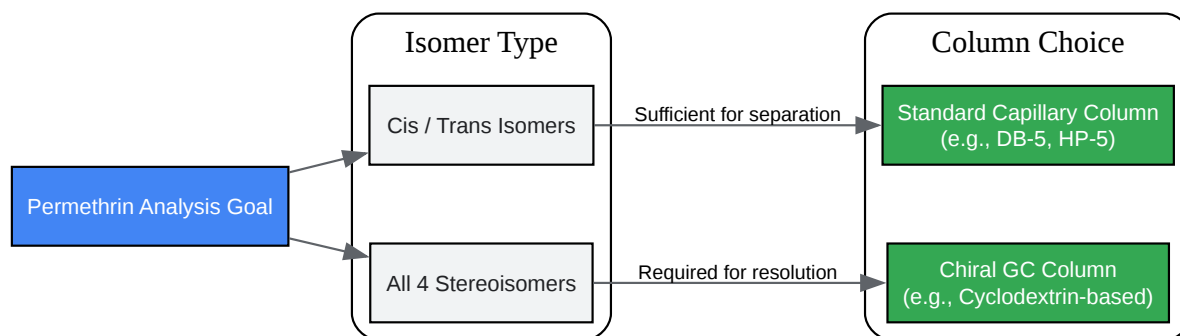 Isomer Type
Column Choice
Permethrin Analysis Goal
Cis / Trans Isomers
Sufficient for separation
Standard Capillary Column
(e.g., DB-5, HP-5)
All 4 Stereoisomers
Required for resolution
Chiral GC Column
(e.g., Cyclodextrin-based)